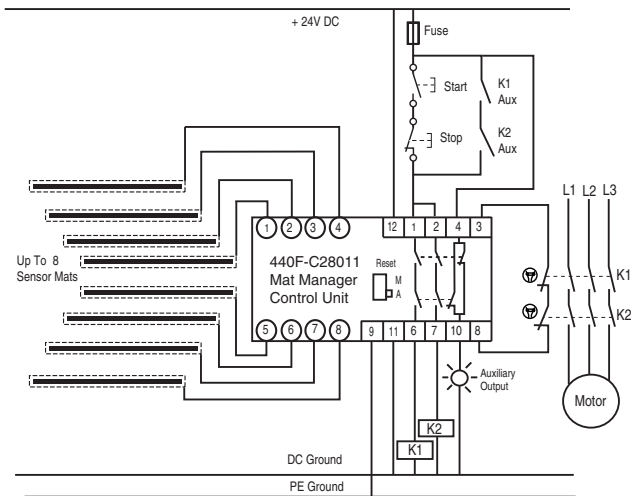 + 24V DC
Fuse
Start
K1
Aux
Stop
K2
Aux
L1 L2 L3
1 2 3 4
12 1 2 4 3
Up To 8
Sensor Mats
440F-C28011
Mat Manager
Control Unit
Reset
M
A
K1
K2
5 6 7 8
9 11 6 7 10 8
Auxiliary
Output
Motor
K2
K1
DC Ground
PE Ground